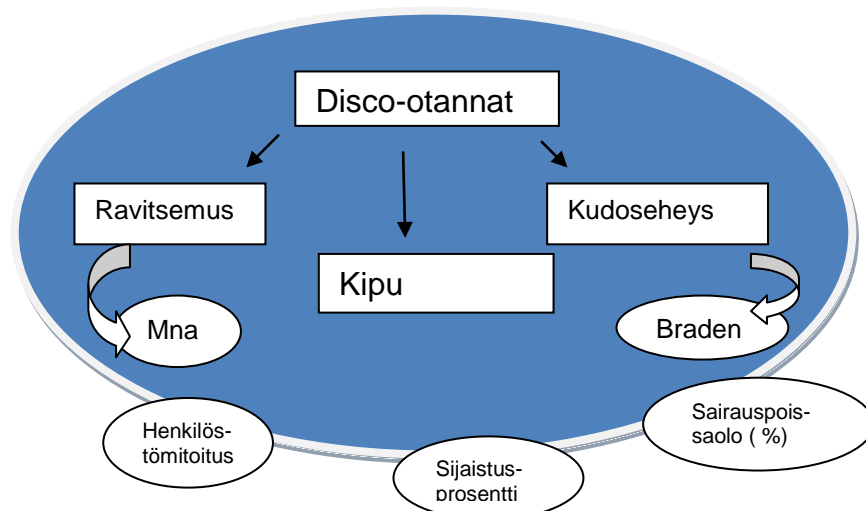 Disco-otannat
Ravitsemus
Kudoseheys
Kipu
Mna
Braden
Henkilös-
tömitoitus
Sijaistus-
prosentti
Sairauspois-
saolo ( %)